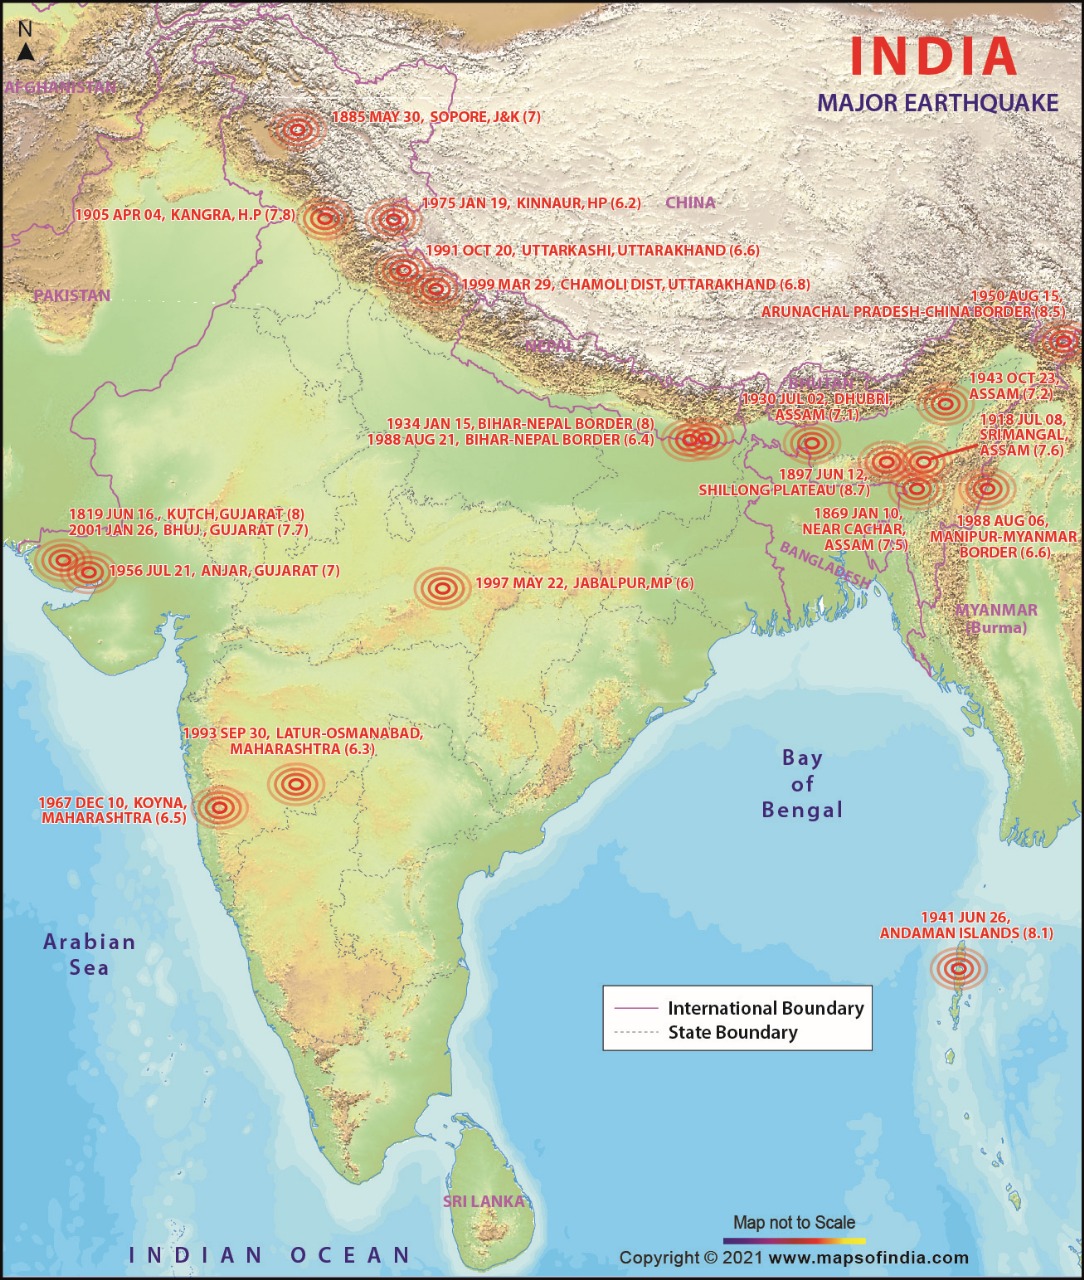 N
INDIA
MAJOR EARTHQUAKE
AFGHANISTAN
1885 MAY 30, SOPORE, J&K (7)
1905 APR 04, KANGRA, H.P (7.8)
1975 JAN 19, KINNAUR, HP (6.2)
CHINA
1991 OCT 20, UTTARKASHI, UTTARAKHAND (6.6)
1999 MAR 29, CHAMOLI DIST, UTTARAKHAND (6.8)
PAKISTAN
1950 AUG 15,
ARUNACHAL PRADESH-CHINA BORDER (8.5)
NEPAL
BHUTAN
1943 OCT 23,
ASSAM (7.2)
1930 JUL 02, DHUBRI,
ASSAM (7.1)
1934 JAN 15, BIHAR-NEPAL BORDER (8)
1988 AUG 21, BIHAR-NEPAL BORDER (6.4)
1918 JUL 08,
SRIMANGAL,
ASSAM (7.6)
1897 JUN 12,
SHILLONG PLATEAU (8.7)
1869 JAN 10,
NEAR CACHAR,
ASSAM (7.5)
1988 AUG 06,
MANIPUR-MYANMAR
BORDER (6.6)
1819 JUN 16, KUTCH, GUJARAT (8)
2001 JAN 26, BHUJ, GUJARAT (7.7)
1956 JUL 21, ANJAR, GUJARAT (7)
1997 MAY 22, JABALPUR, MP (6)
BANGLADESH
MYANMAR
(Burma)
1993 SEP 30, LATUR-OSMANABAD,
MAHARASHTRA (6.3)
1967 DEC 10, KOYNA,
MAHARASHTRA (6.5)
Bay
of
Bengal
Arabian
Sea
1941 JUN 26,
ANDAMAN ISLANDS (8.1)
International Boundary
State Boundary
SRI LANKA
INDIAN OCEAN
Map not to Scale
Copyright © 2021 www.mapsofindia.com